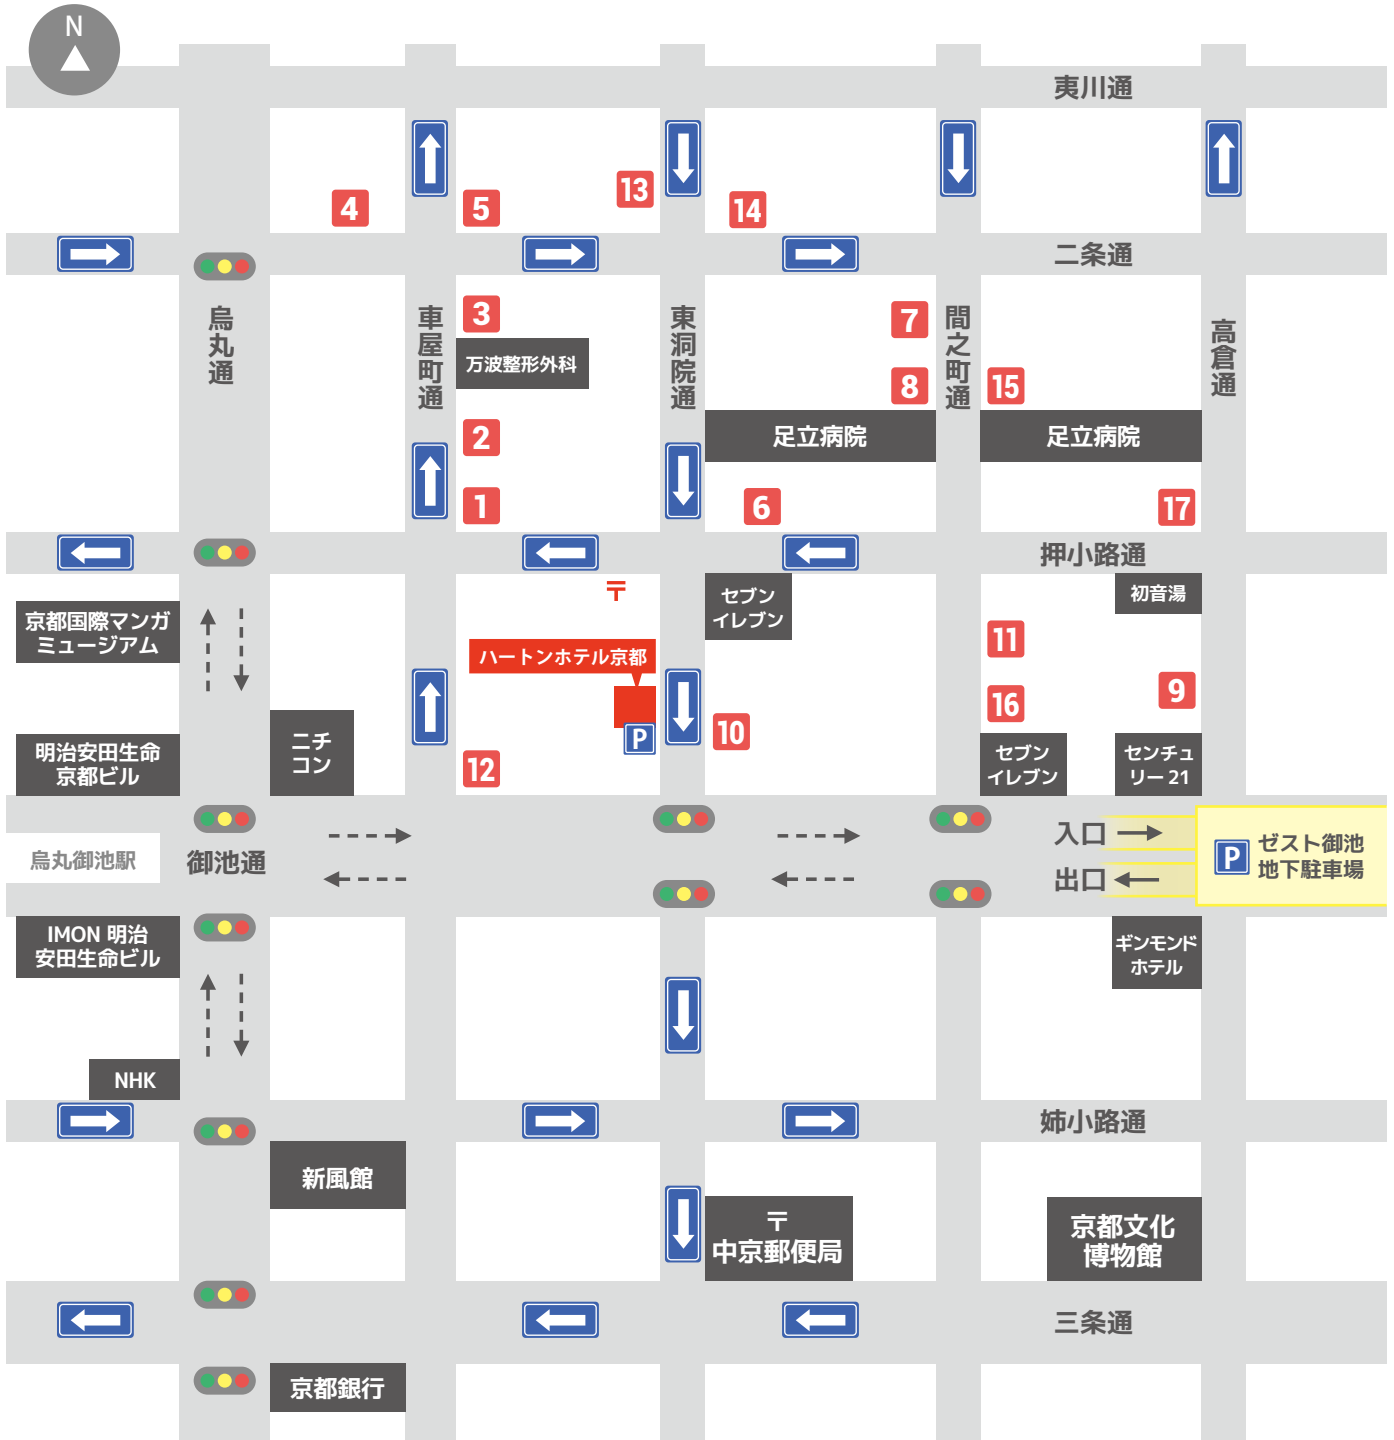 N
夷川通
13
4
5
14
二条通
烏丸通
車屋町通
東洞院通
間之町通
高倉通
3
7
万波整形外科
8
15
2
足立病院
足立病院
1
6
17
押小路通
〒
セブン
イレブン
初音湯
京都国際マンガ
ミュージアム
ハートンホテル京都
11
9
16
P
10
ニチ
コン
明治安田生命
京都ビル
12
セブン
イレブン
センチュ
リー 21
烏丸御池駅
御池通
入口
出口
P
ゼスト御池
地下駐車場
IMON 明治
安田生命ビル
ギンモンド
ホテル
NHK
姉小路通
新風館
〒
中京郵便局
京都文化
博物館
三条通
京都銀行